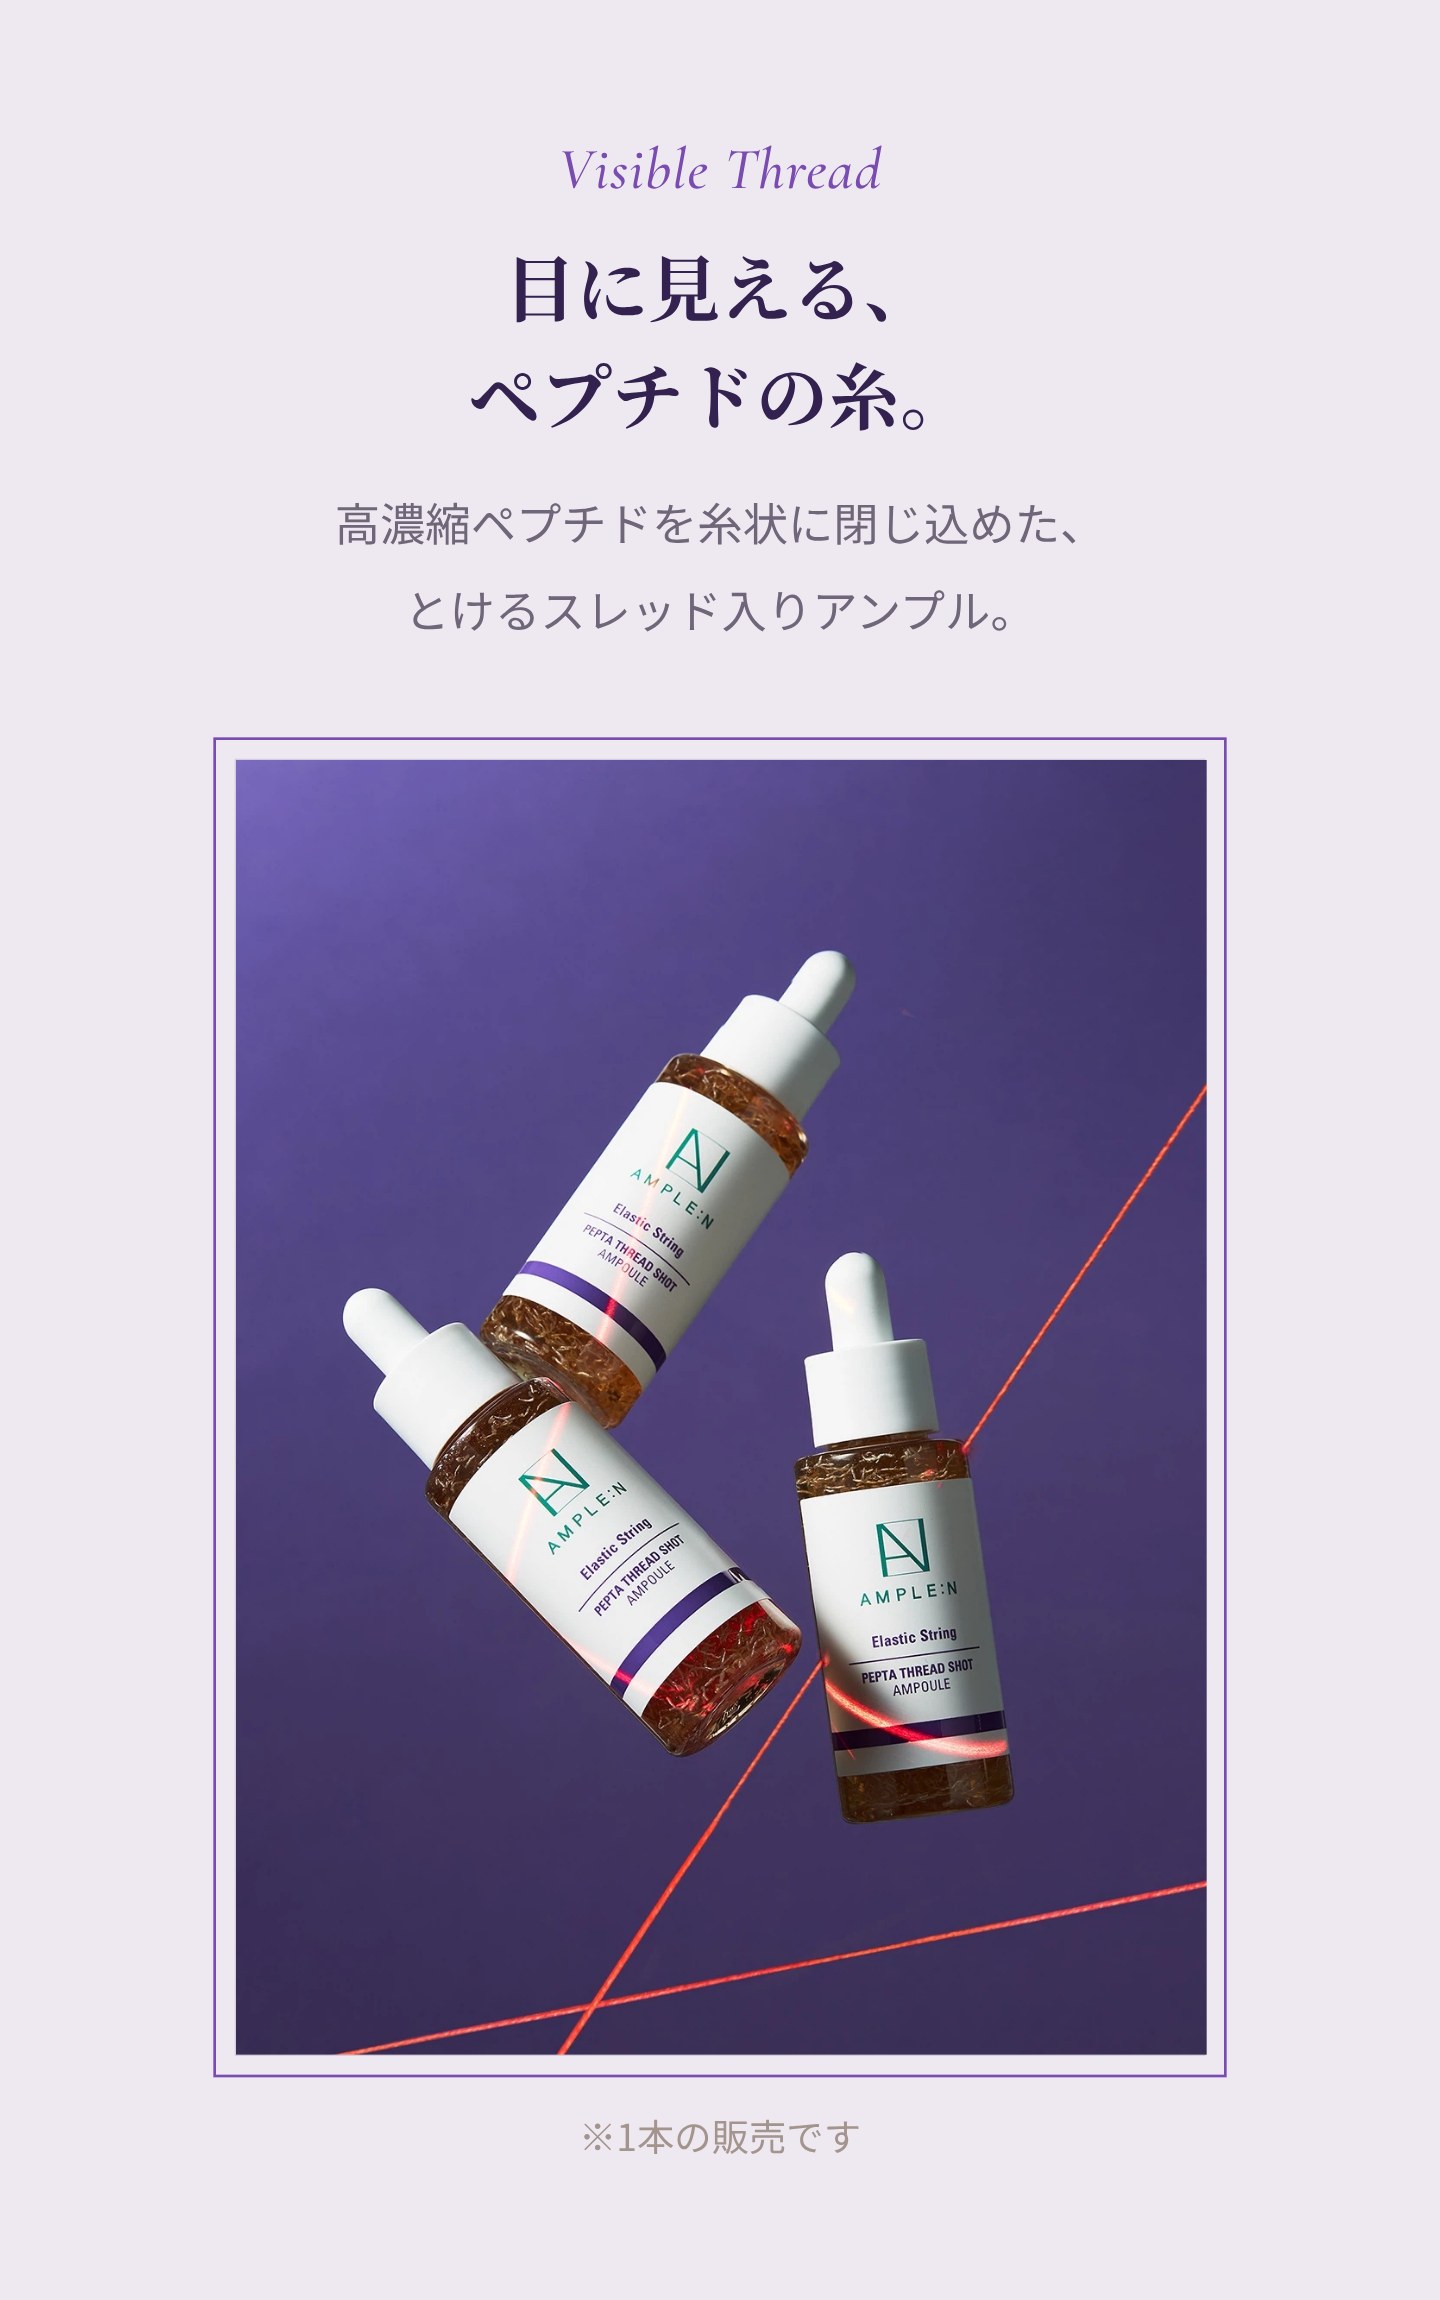 Visible Thread
目に見える、
ペプチドの糸。
高濃縮ペプチドを糸状に閉じ込めた、
とけるスレッド入りアンプル。
AMPLE:N
Elastic String
PEPTA THREAD SHOT
AMPOULE
AMPLE:N
Elastic String
PEPTA THREAD SHOT
AMPOULE
AMPLE:N
Elastic String
PEPTA THREAD SHOT
AMPOULE
※1本の販売です